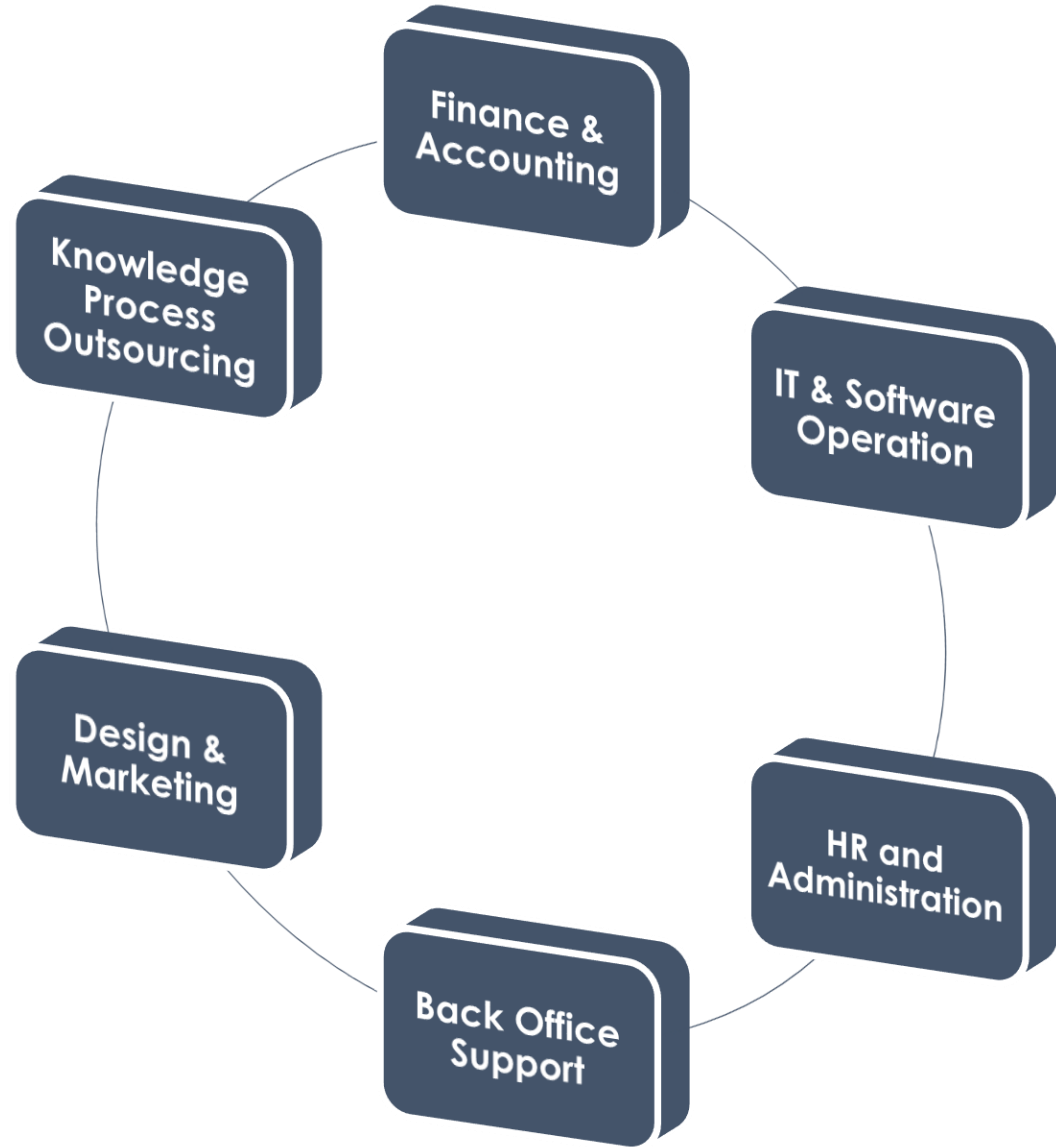 Finance &
Accounting
IT & Software
Operation
HR and
Administration
Back Office
Support
Design &
Marketing
Knowledge
Process
Outsourcing